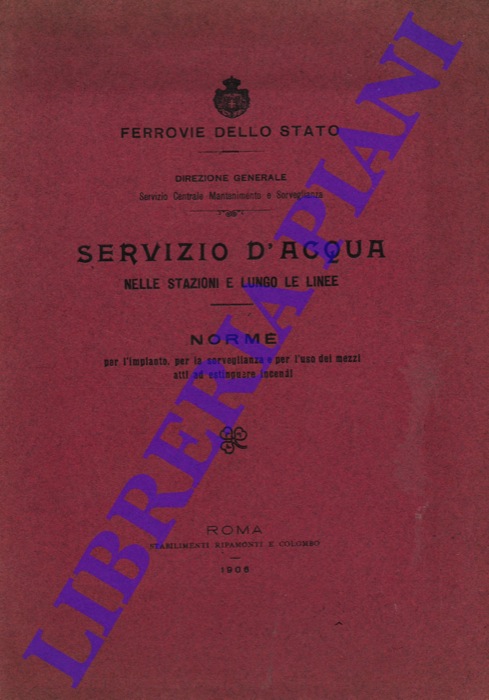 FERROVIE DELLO STATO
DIREZIONE GENERALE
Servizio Centrale Mantenimento e Sorveglianza
SERVIZIO D'ACQUA
NELLE STAZIONI E LUNGO LE LINEE
NORME
per l'impianto, per la sorveglianza e per l'uso dei mezzi
atti ad estinguere incendi
ROMA
STABILIMENTI RIPAMONTI E COLOMBO
1906
LIBRERIA PIANI